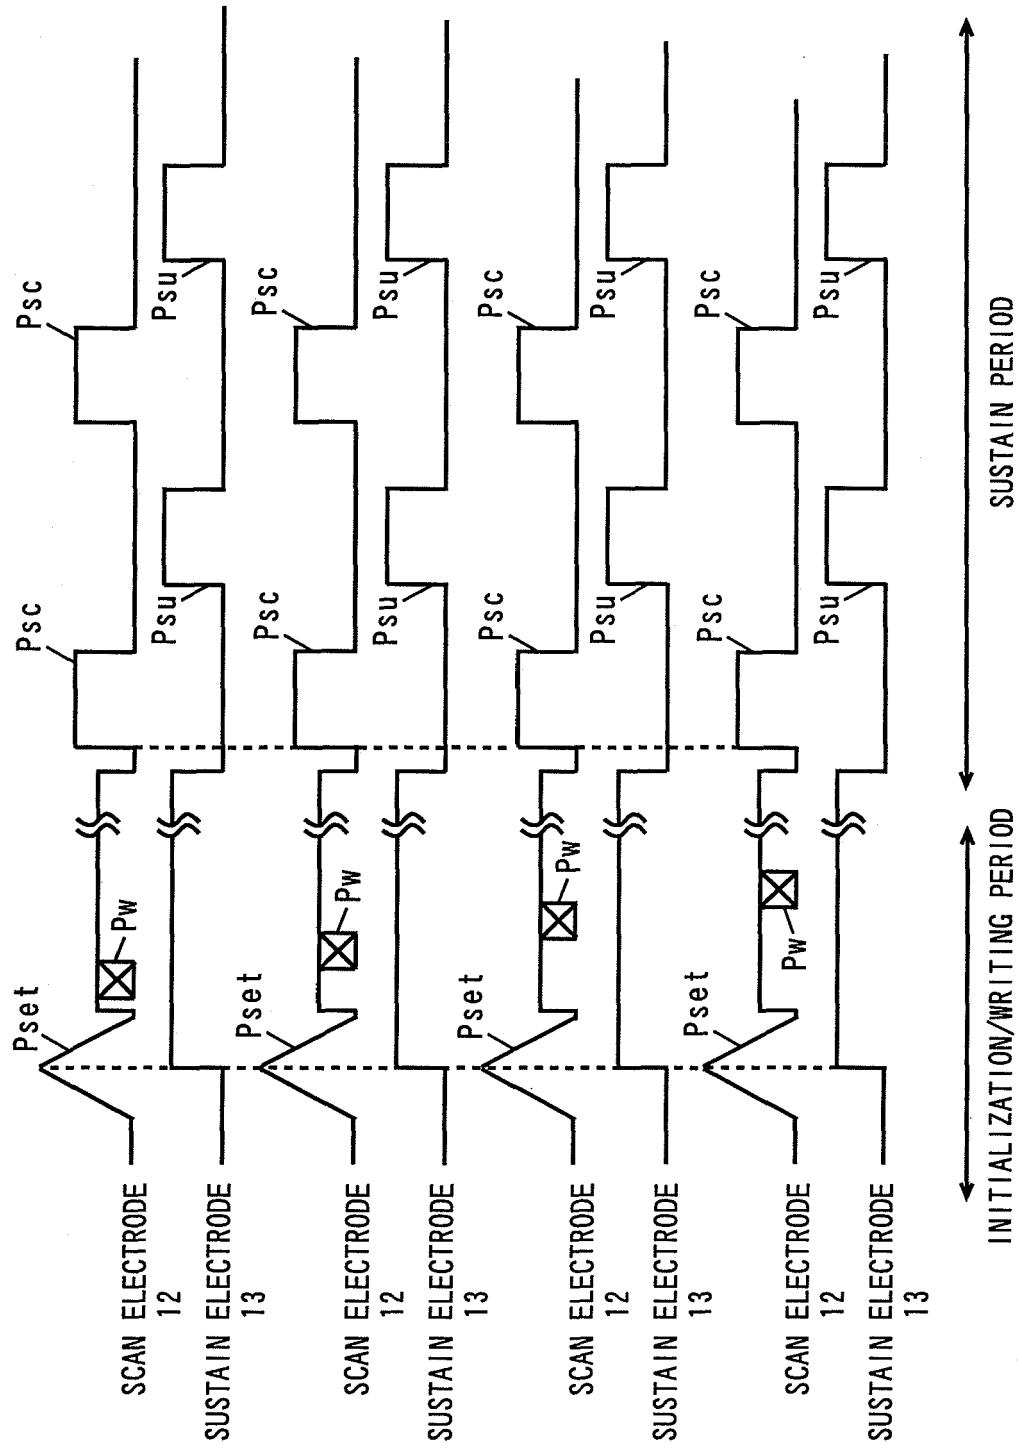 Pset
Pw
Psc
Psc
SCAN ELECTRODE
12
Psu
Psu
SUSTAIN ELECTRODE
13
Pset
Pw
Psc
Psc
SCAN ELECTRODE
12
Psu
Psu
SUSTAIN ELECTRODE
13
Pset
Pw
Psc
Psc
SCAN ELECTRODE
12
Psu
Psu
SUSTAIN ELECTRODE
13
Pset
Pw
Psc
Psc
SCAN ELECTRODE
12
Psu
Psu
SUSTAIN ELECTRODE
13
INITIALIZATION/WRITING PERIOD
SUSTAIN PERIOD